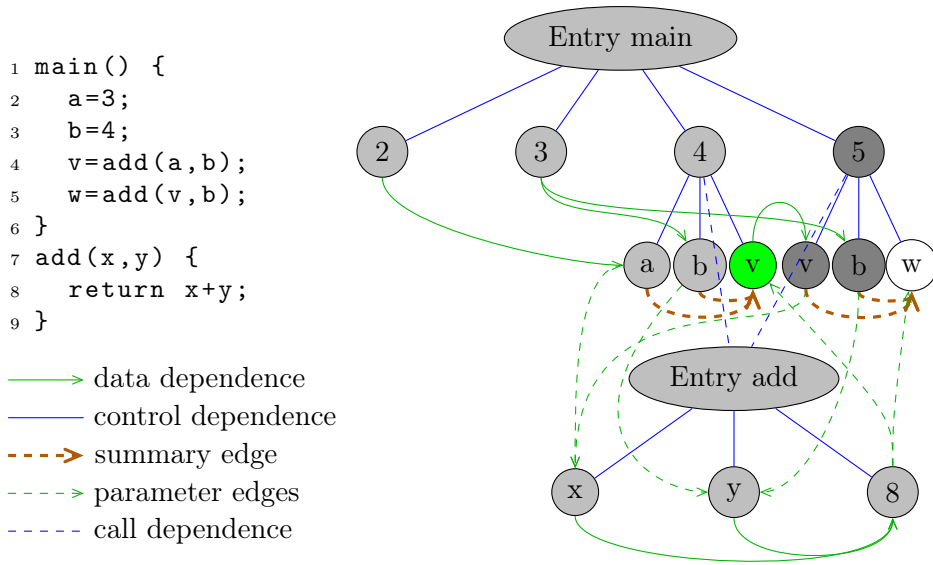 1 main() {
2 a=3;
3 b=4;
4 v=add(a,b);
5 w=add(v,b);
6 }
7 add(x,y) {
8 return x+y;
9 }
data dependence
control dependence
summary edge
parameter edges
call dependence
Entry main
2 3 4 5
a b v v b w
Entry add
x y 8